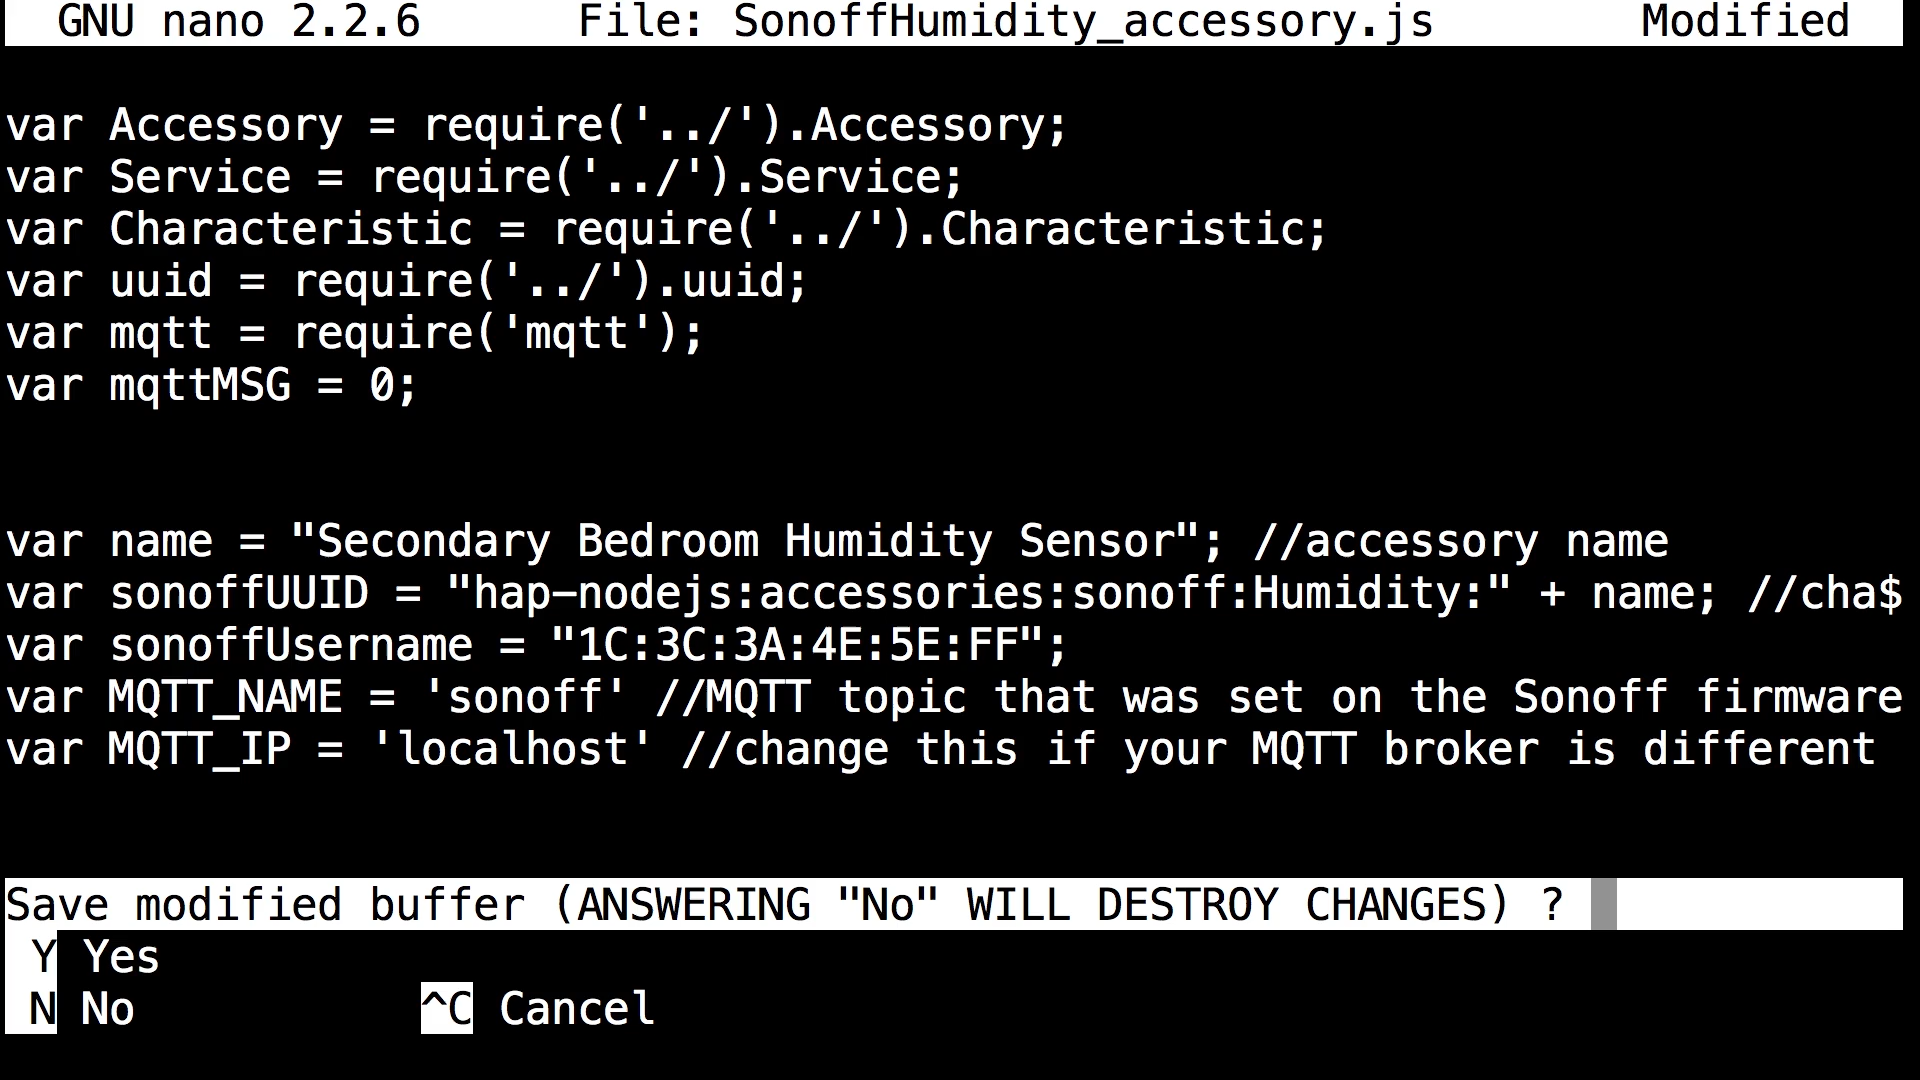 GNU nano 2.2.6 File: SonoffHumidity_accessory.js Modified
var Accessory = require('../').Accessory;
var Service = require('../').Service;
var Characteristic = require('../').Characteristic;
var uuid = require('../').uuid;
var mqtt = require('mqtt');
var mqttMSG = 0;
var name = "Secondary Bedroom Humidity Sensor"; //accessory name
var sonoffUUID = "hap-nodejs:accessories:sonoff:Humidity:" + name; //cha$
var sonoffUsername = "1C:3C:3A:4E:5E:FF";
var MQTT_NAME = 'sonoff' //MQTT topic that was set on the Sonoff firmware
var MQTT_IP = 'localhost' //change this if your MQTT broker is different
Save modified buffer (ANSWERING "No" WILL DESTROY CHANGES) ?
Y Yes
N No ^C Cancel